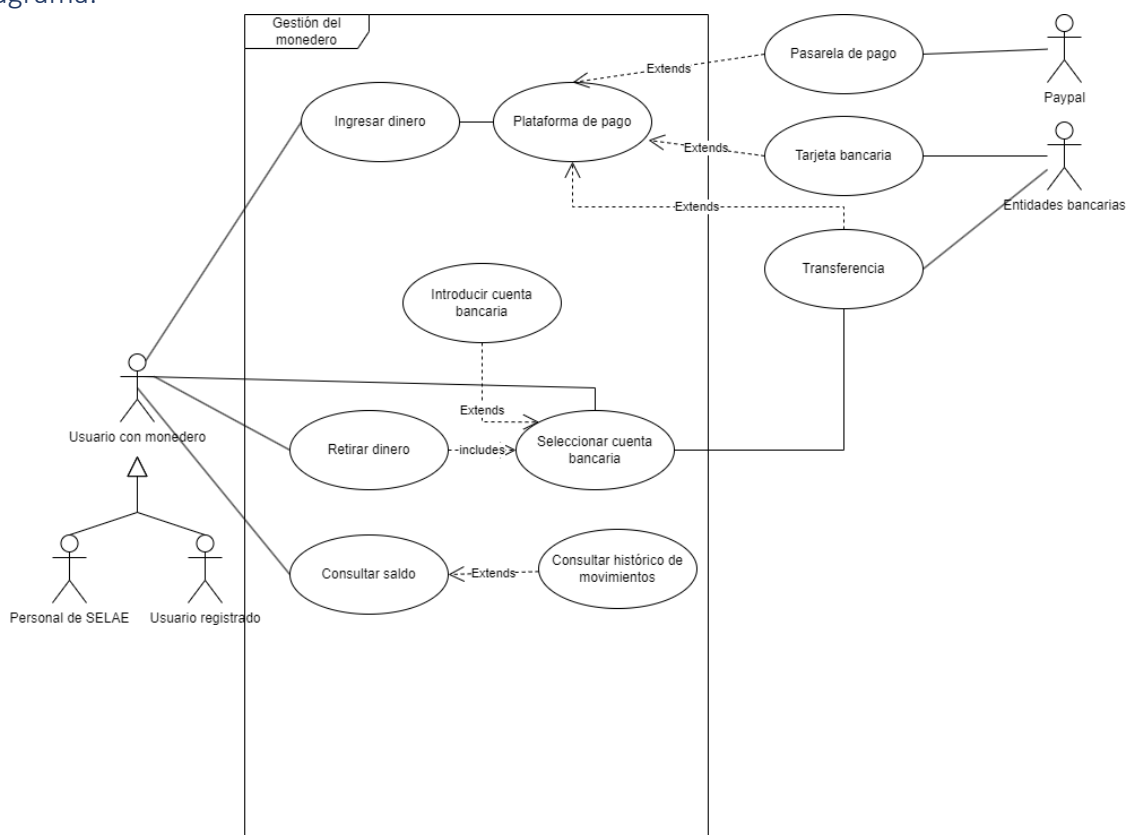 agrama:
Gestión del
monedero
Pasarela de pago
Paypal
Extends
Ingresar dinero
Plataforma de pago
Tarjeta bancaria
Extends
Entidades bancarias
Extends
Transferencia
Introducir cuenta
bancaria
Extends
Usuario con monedero
Retirar dinero
includes
Seleccionar cuenta
bancaria
Consultar saldo
Extends
Consultar histórico de
movimientos
Personal de SELAE
Usuario registrado